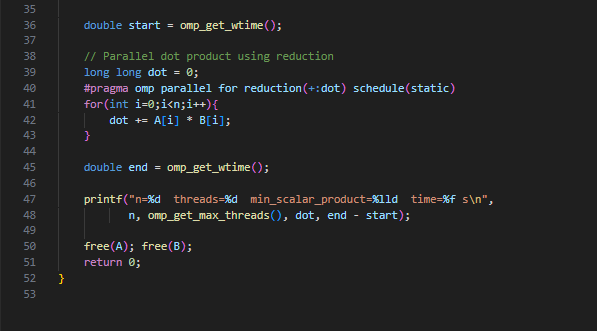 35
36 double start = omp_get_wtime();
37
38 // Parallel dot product using reduction
39 long long dot = 0;
40 #pragma omp parallel for reduction(+:dot) schedule(static)
41 for(int i=0;i<n;i++){
42 dot += A[i] * B[i];
43 }
44
45 double end = omp_get_wtime();
46
47 printf("n=%d  threads=%d  min_scalar_product=%lld  time=%f s\n",
48 n, omp_get_max_threads(), dot, end - start);
49
50 free(A); free(B);
51 return 0;
52 }
53